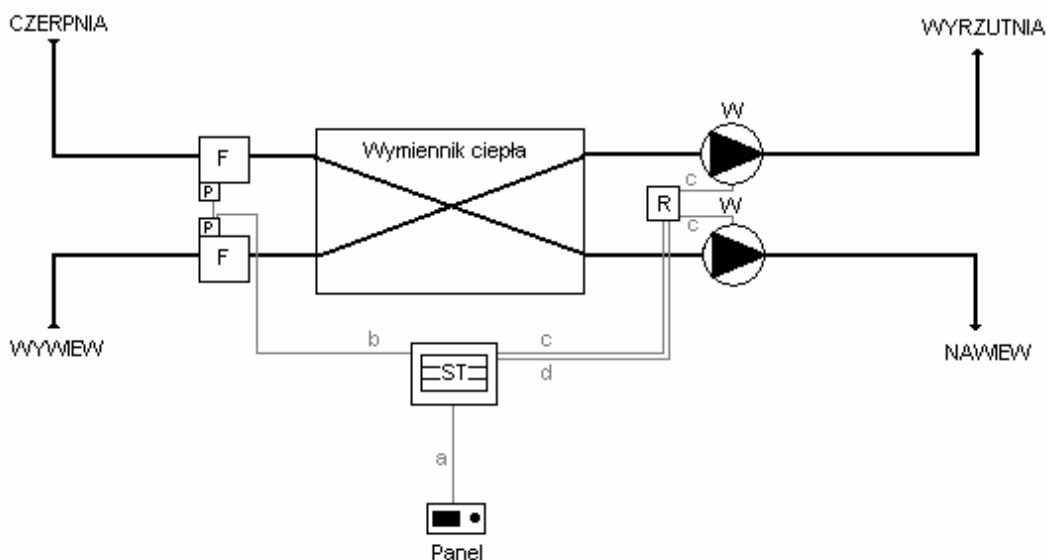 CZERPNIA
WYRZUTNIA
W
F
Wymiennik ciepła
P
c
R
P
W
c
F
WYWIEW
b
c
NAWIEW
ST
d
a
Panel